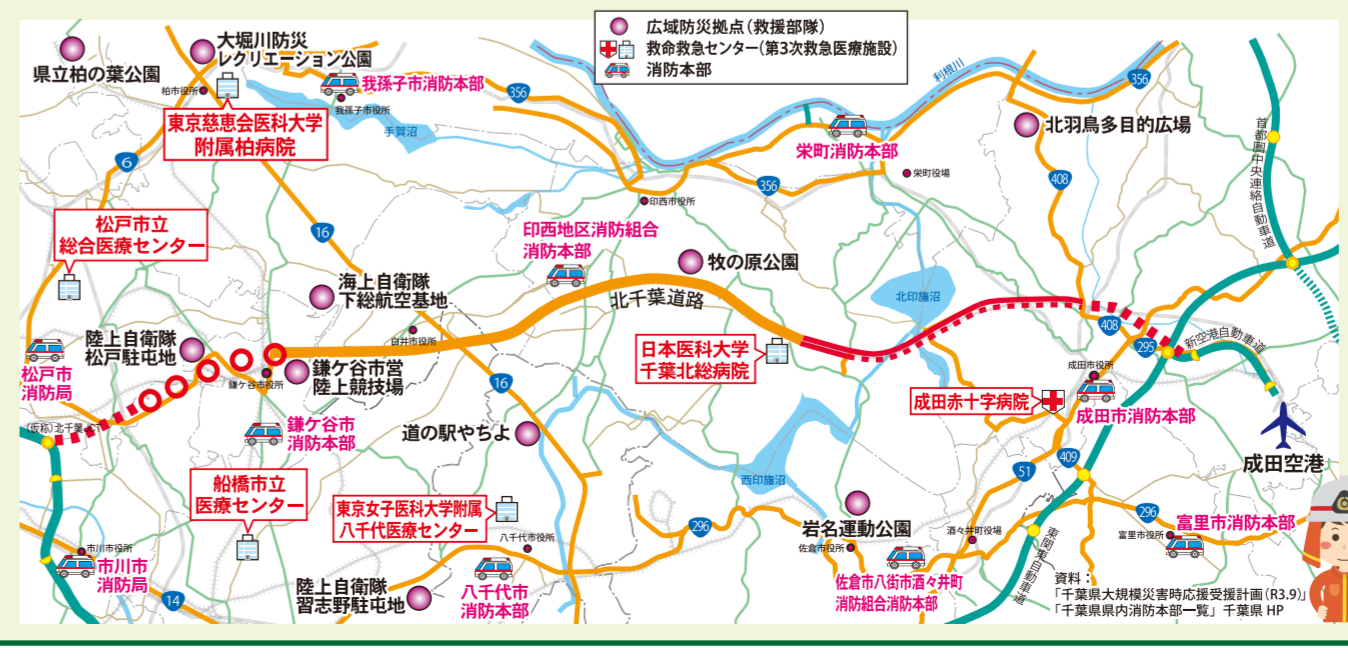 広域防災拠点(救援部隊)
救命救急センター(第3次救急医療施設)
消防本部
県立柏の葉公園
大堀川防災
レクリエーション公園
柏市役所
東京慈恵会医科大学
附属柏病院
我孫子市消防本部
我孫子市役所
手賀沼
356
利根川
356
栄町消防本部
栄町役場
356
北羽鳥多目的広場
408
首都圏中央連絡自動車道
6
16
松戸市立
総合医療センター
印西市役所
印西地区消防組合
消防本部
牧の原公園
北千葉道路
北印旛沼
海上自衛隊
下総航空基地
白井市役所
陸上自衛隊
松戸駐屯地
鎌ケ谷市役所
鎌ケ谷市営
陸上競技場
松戸市
消防局
(仮称)北千葉JCT
鎌ケ谷市
消防本部
16
道の駅やちよ
日本医科大学
千葉北総病院
408
295
新空港自動車道
成田市役所
成田赤十字病院
成田市消防本部
成田空港
409
51
船橋市立
医療センター
東京女子医科大学附属
八千代医療センター
八千代市役所
西印旛沼
296
岩名運動公園
佐倉市役所
酒々井町役場
東関東自動車道
296
富里市消防本部
富里市役所
市川市役所
市川市
消防局
14
陸上自衛隊
習志野駐屯地
八千代市
消防本部
佐倉市八街市酒々井町
消防組合消防本部
資料:
「千葉県大規模災害時応援受援計画(R3.9)」
「千葉県県内消防本部一覧」千葉県 HP